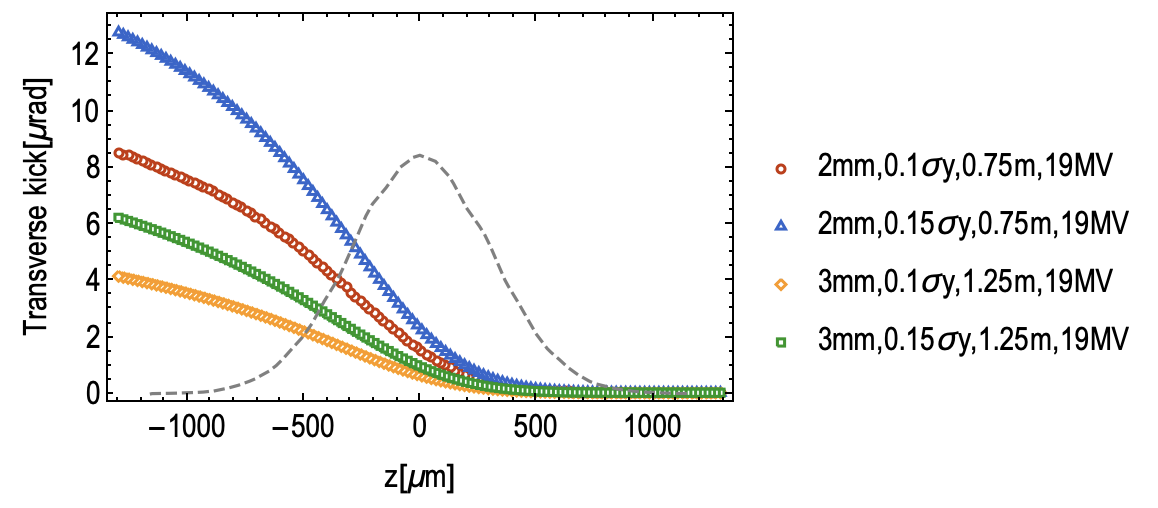 Transverse kick[μrad]
12
10
8
6
4
2
0
−1000
−500
0
500
1000
z[μm]
2mm,0.1σy,0.75m,19MV
2mm,0.15σy,0.75m,19MV
3mm,0.1σy,1.25m,19MV
3mm,0.15σy,1.25m,19MV